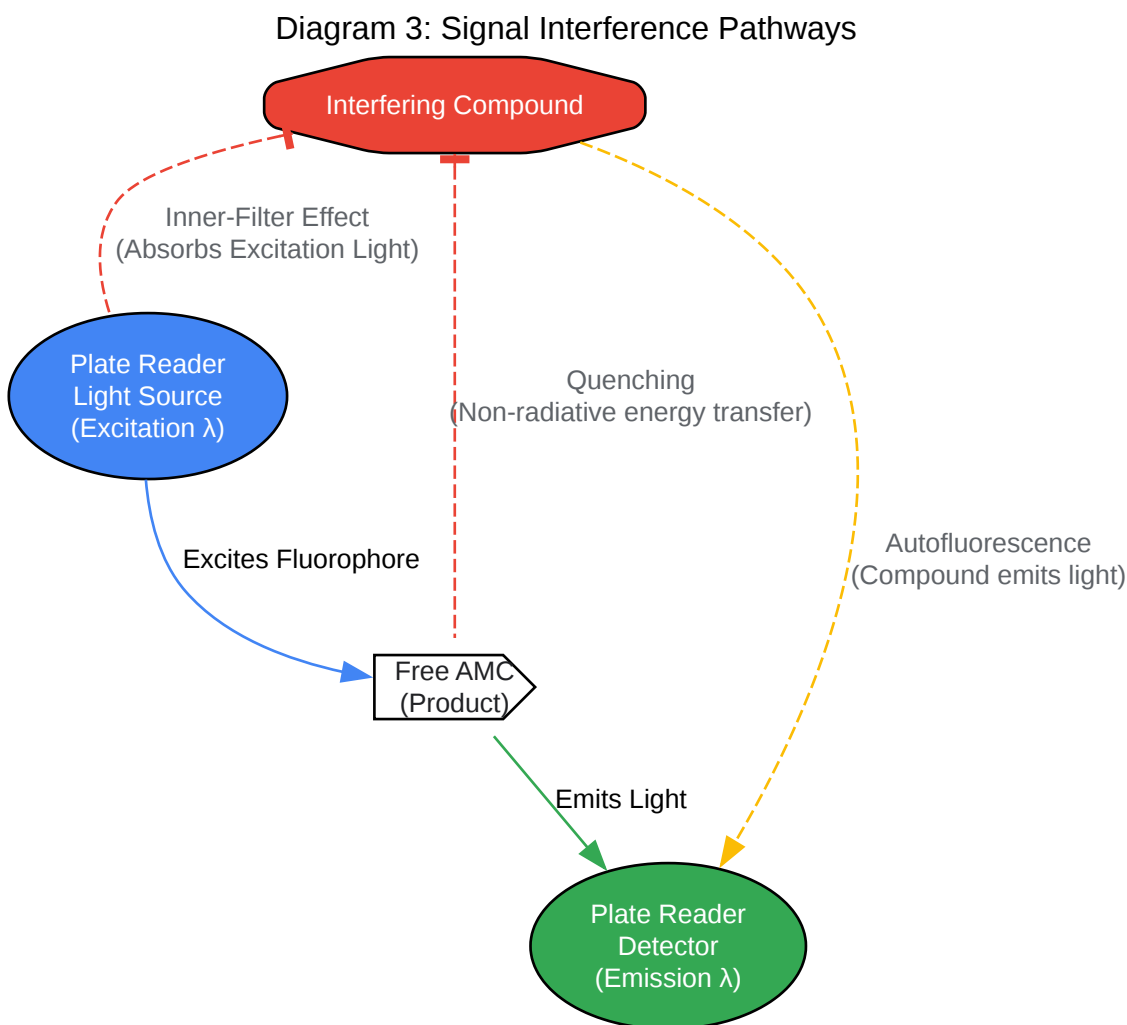 Diagram 3: Signal Interference Pathways
Interfering Compound
Inner-Filter Effect
(Absorbs Excitation Light)
Plate Reader
Light Source
(Excitation λ)
Quenching
(Non-radiative energy transfer)
Excites Fluorophore
Autofluorescence
(Compound emits light)
Free AMC
(Product)
Emits Light
Plate Reader
Detector
(Emission λ)